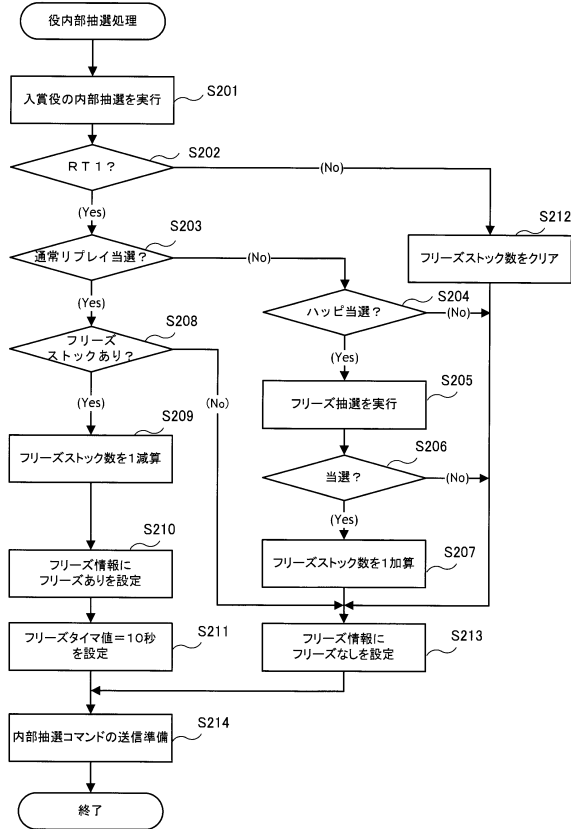 役内部抽選処理
入賞役の内部抽選を実行
S201
RT1?
S202
(No)
(Yes)
通常リプレイ当選?
S203
(No)
(Yes)
S212
フリーズストック数をクリア
ハッピ当選?
S204
(No)
(Yes)
フリーズ
ストックあり?
S208
(No)
(Yes)
フリーズ抽選を実行
S205
S209
フリーズストック数を1減算
当選?
S206
(No)
(Yes)
フリーズストック数を1加算
S207
S210
フリーズ情報に
フリーズありを設定
フリーズタイマ値=10秒
を設定
S211
フリーズ情報に
フリーズなしを設定
S213
内部抽選コマンドの送信準備
S214
終了